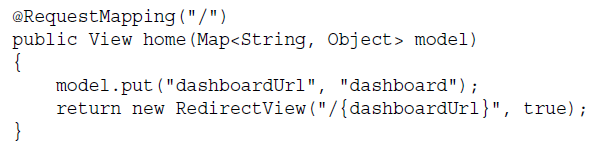 @RequestMapping("/")
public View home(Map<String, Object> model)
{
    model.put("dashboardUrl", "dashboard");
    return new RedirectView("/{dashboardUrl}", true);
}